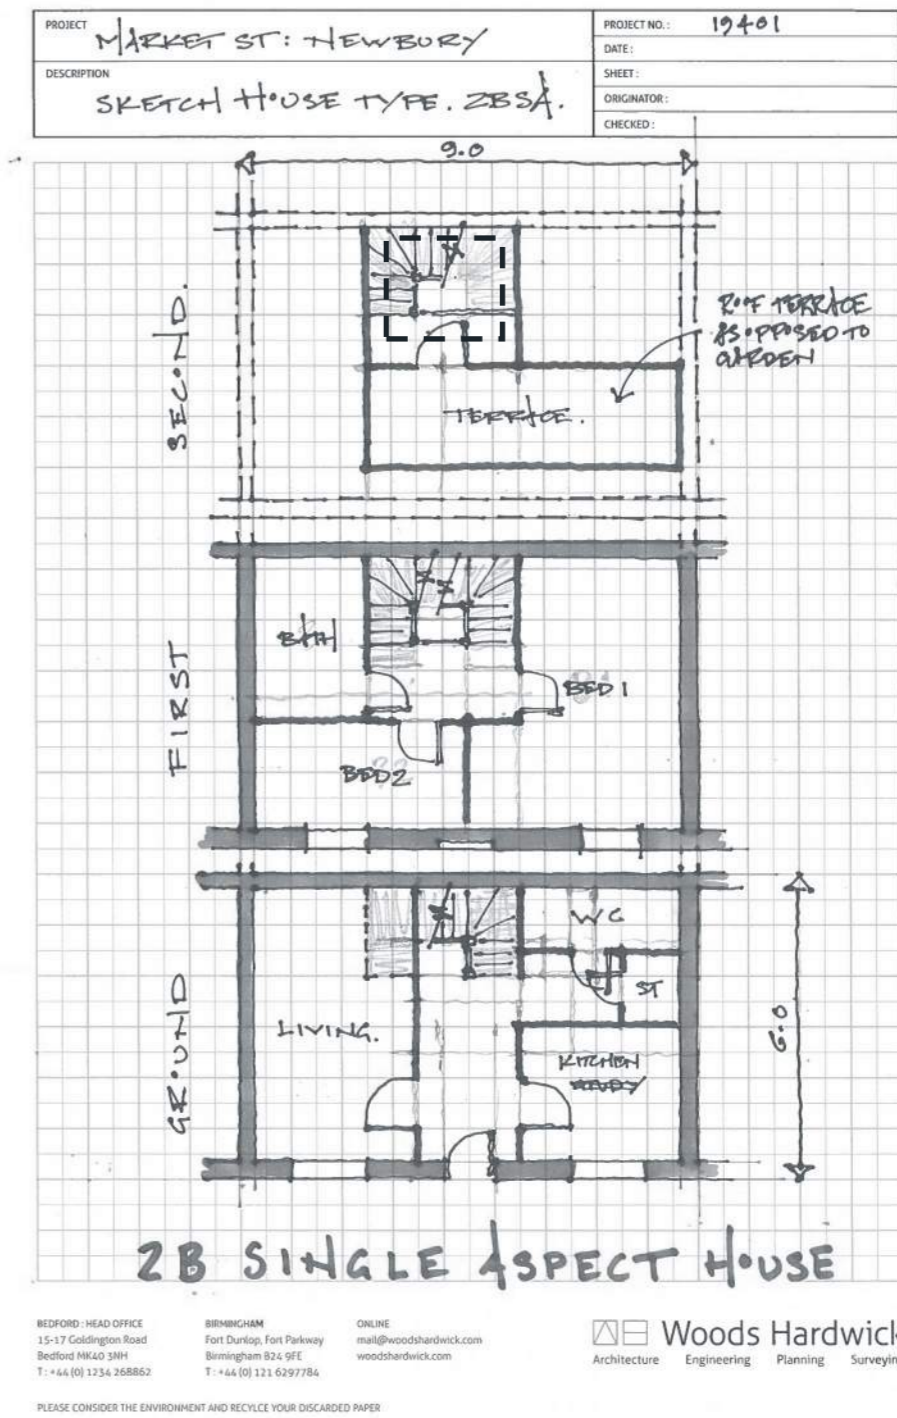 PROJECT
MARKET ST: NEWBURY
PROJECT NO.: 19401
DATE:
DESCRIPTION
SKETCH HOUSE TYPE. 2BSA.
SHEET:
ORIGINATOR:
CHECKED:
9.0
SECOND.
ROOF TERRACE
AS OPPOSED TO
GARDEN
TERRACE.
FIRST
BATH
BED 1
BED 2
GROUND
WC
ST
LIVING.
KITCHEN
STUDY
6.0
2B SINGLE ASPECT HOUSE
BEDFORD : HEAD OFFICE
15-17 Goldington Road
Bedford MK40 3NH
T : +44 (0) 1234 268862
BIRMINGHAM
Fort Dunlop, Fort Parkway
Birmingham B24 9FE
T : +44 (0) 121 6297784
ONLINE
mail@woodshardwick.com
woodshardwick.com
Woods Hardwick
Architecture Engineering Planning Surveyin
PLEASE CONSIDER THE ENVIRONMENT AND RECYLCE YOUR DISCARDED PAPER